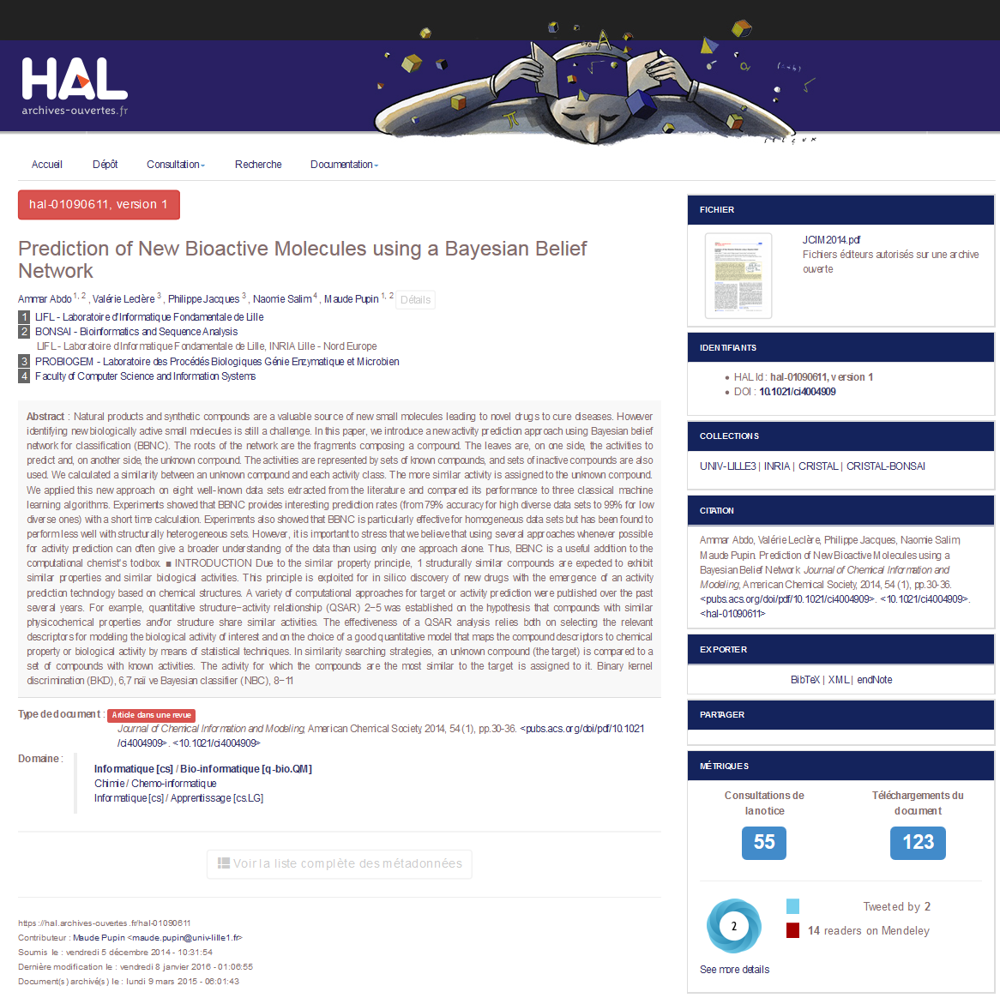 HAL
archives-ouvertes.fr
Accueil Dépôt Consultation Recherche Documentation
hal-01090611, version 1
Prediction of New Bioactive Molecules using a Bayesian Belief
Network
Ammar Abdo 1, 2 , Valérie Leclère 3 , Philippe Jacques 3 , Naomie Salim 4 , Maude Pupin 1, 2 Détails
1 LIFL - Laboratoire d'Informatique Fondamentale de Lille
2 BONSAI - Bioinformatics and Sequence Analysis
LIFL - Laboratoire d'Informatique Fondamentale de Lille, INRIA Lille - Nord Europe
3 PROBIOGEM - Laboratoire des Procédés Biologiques Génie Enzymatique et Microbien
4 Faculty of Computer Science and Information Systems
Abstract : Natural products and synthetic compounds are a valuable source of new small molecules leading to novel drugs to cure diseases. However
identifying new biologically active small molecules is still a challenge. In this paper, we introduce a new activity prediction approach using Bayesian belief
network for classification (BBNC). The roots of the network are the fragments composing a compound. The leaves are, on one side, the activities to
predict and, on another side, the unknown compound. The activities are represented by sets of known compounds, and sets of inactive compounds are also
used. We calculated a similarity between an unknown compound and each activity class. The more similar activity is assigned to the unknown compound.
We applied this new approach on eight well-known data sets extracted from the literature and compared its performance to three classical machine
learning algorithms. Experiments showed that BBNC provides interesting prediction rates (from 79% accuracy for high diverse data sets to 99% for low
diverse ones) with a short time calculation. Experiments also showed that BBNC is particularly effective for homogeneous data sets but has been found to
perform less well with structurally heterogeneous sets. However, it is important to stress that we believe that using several approaches whenever possible
for activity prediction can often give a broader understanding of the data than using only one approach alone. Thus, BBNC is a useful addition to the
computational chemist's toolbox. ■ INTRODUCTION Due to the similar property principle, 1 structurally similar compounds are expected to exhibit
similar properties and similar biological activities. This principle is exploited for in silico discovery of new drugs with the emergence of an activity
prediction technology based on chemical structures. A variety of computational approaches for target or activity prediction were published over the past
several years. For example, quantitative structure−activity relationship (QSAR) 2−5 was established on the hypothesis that compounds with similar
physicochemical properties and/or structure share similar activities. The effectiveness of a QSAR analysis relies both on selecting the relevant
descriptors for modeling the biological activity of interest and on the choice of a good quantitative model that maps the compound descriptors to chemical
property or biological activity by means of statistical techniques. In similarity searching strategies, an unknown compound (the target) is compared to a
set of compounds with known activities. The activity for which the compounds are the most similar to the target is assigned to it. Binary kernel
discrimination (BKD), 6,7 naï ve Bayesian classifier (NBC), 8−11
Type de document : Article dans une revue
Journal of Chemical Information and Modeling, American Chemical Society, 2014, 54 (1), pp.30-36. <pubs.acs.org/doi/pdf/10.1021
/ci4004909>. <10.1021/ci4004909>
Domaine :
Informatique [cs] / Bio-informatique [q-bio.QM]
Chimie / Chemo-informatique
Informatique [cs] / Apprentissage [cs.LG]
Voir la liste complète des métadonnées
https://hal.archives-ouvertes.fr/hal-01090611
Contributeur : Maude Pupin <maude.pupin@univ-lille1.fr>
Soumis le : vendredi 5 décembre 2014 - 10:31:54
Dernière modification le : vendredi 8 janvier 2016 - 01:06:55
Document(s) archivé(s) le : lundi 9 mars 2015 - 06:01:43
FICHIER
JCIM2014.pdf
Fichiers éditeurs autorisés sur une archive
ouverte
IDENTIFIANTS
HAL Id : hal-01090611, version 1
DOI : 10.1021/ci4004909
COLLECTIONS
UNIV-LILLE3 | INRIA | CRISTAL | CRISTAL-BONSAI
CITATION
Ammar Abdo, Valérie Leclère, Philippe Jacques, Naomie Salim,
Maude Pupin. Prediction of New Bioactive Molecules using a
Bayesian Belief Network. Journal of Chemical Information and
Modeling, American Chemical Society, 2014, 54 (1), pp.30-36.
<pubs.acs.org/doi/pdf/10.1021/ci4004909>. <10.1021/ci4004909>.
<hal-01090611>
EXPORTER
BibTeX | XML | endNote
PARTAGER
MÉTRIQUES
Consultations de
la notice
55
Téléchargements du
document
123
2
Tweeted by 2
14 readers on Mendeley
See more details